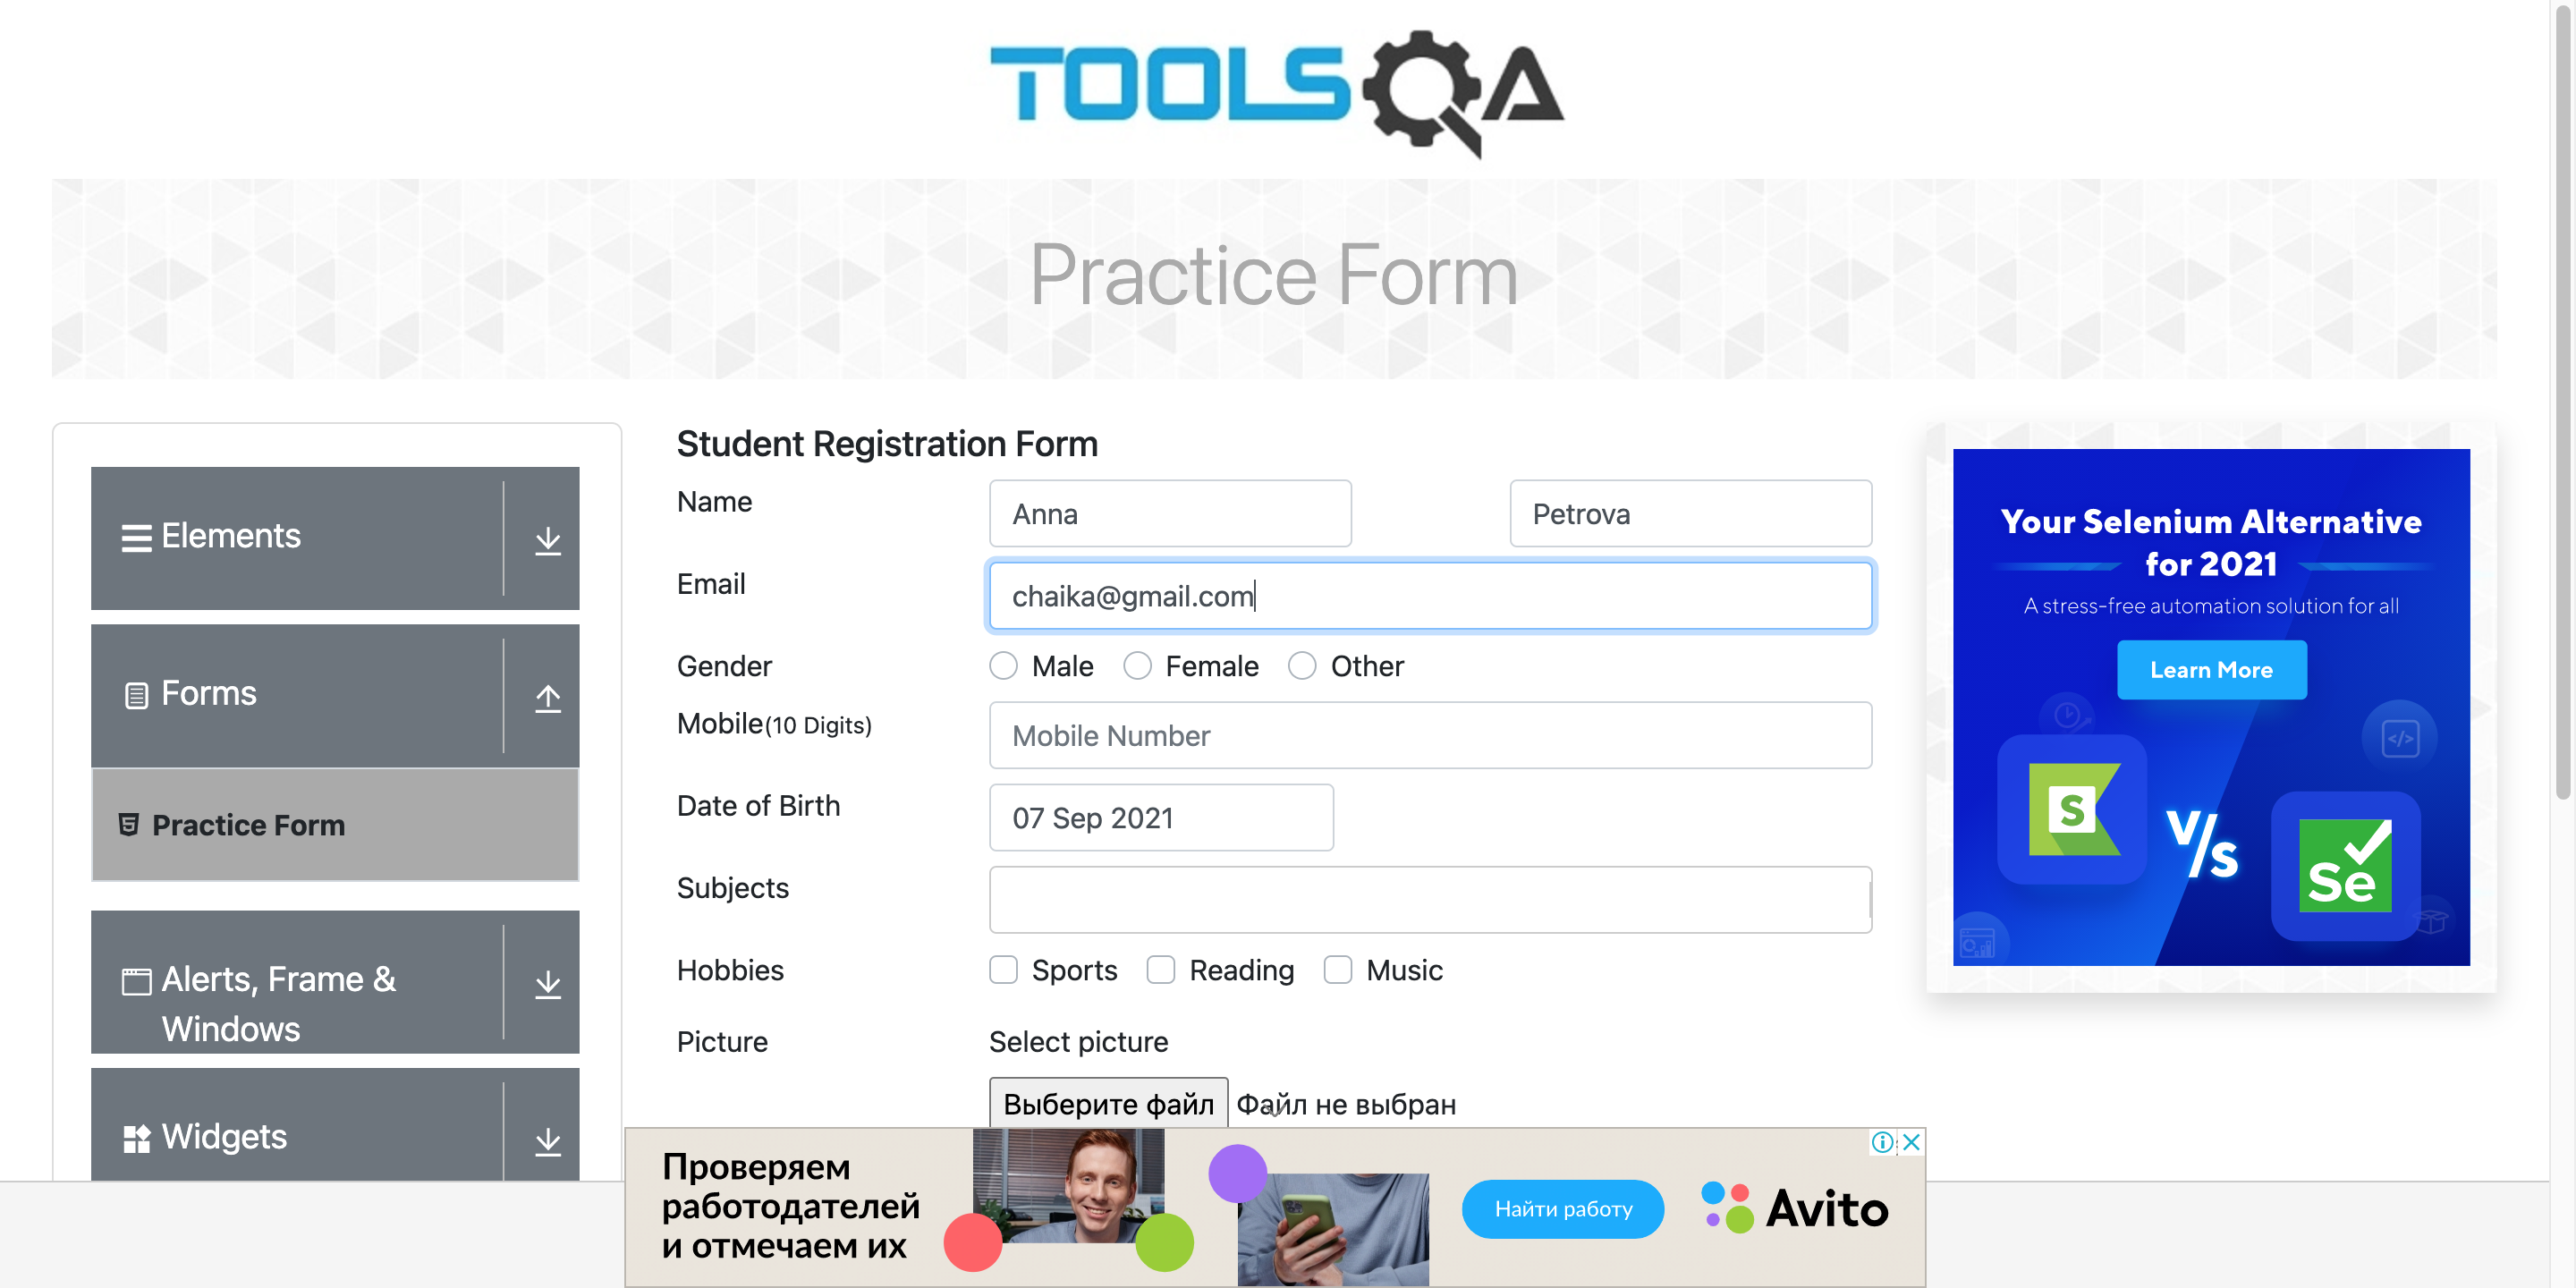 TOOLSQA
Practice Form
Elements
Forms
Practice Form
Alerts, Frame &
Windows
Widgets
Student Registration Form
Name
Anna
Petrova
Email
chaika@gmail.com
Gender
Male
Female
Other
Mobile(10 Digits)
Mobile Number
Date of Birth
07 Sep 2021
Subjects
Hobbies
Sports
Reading
Music
Picture
Select picture
Выберите файл
Файл не выбран
Your Selenium Alternative
for 2021
A stress-free automation solution for all
Learn More
S
V/s
Se
Проверяем
работодателей
и отмечаем их
Найти работу
Avito